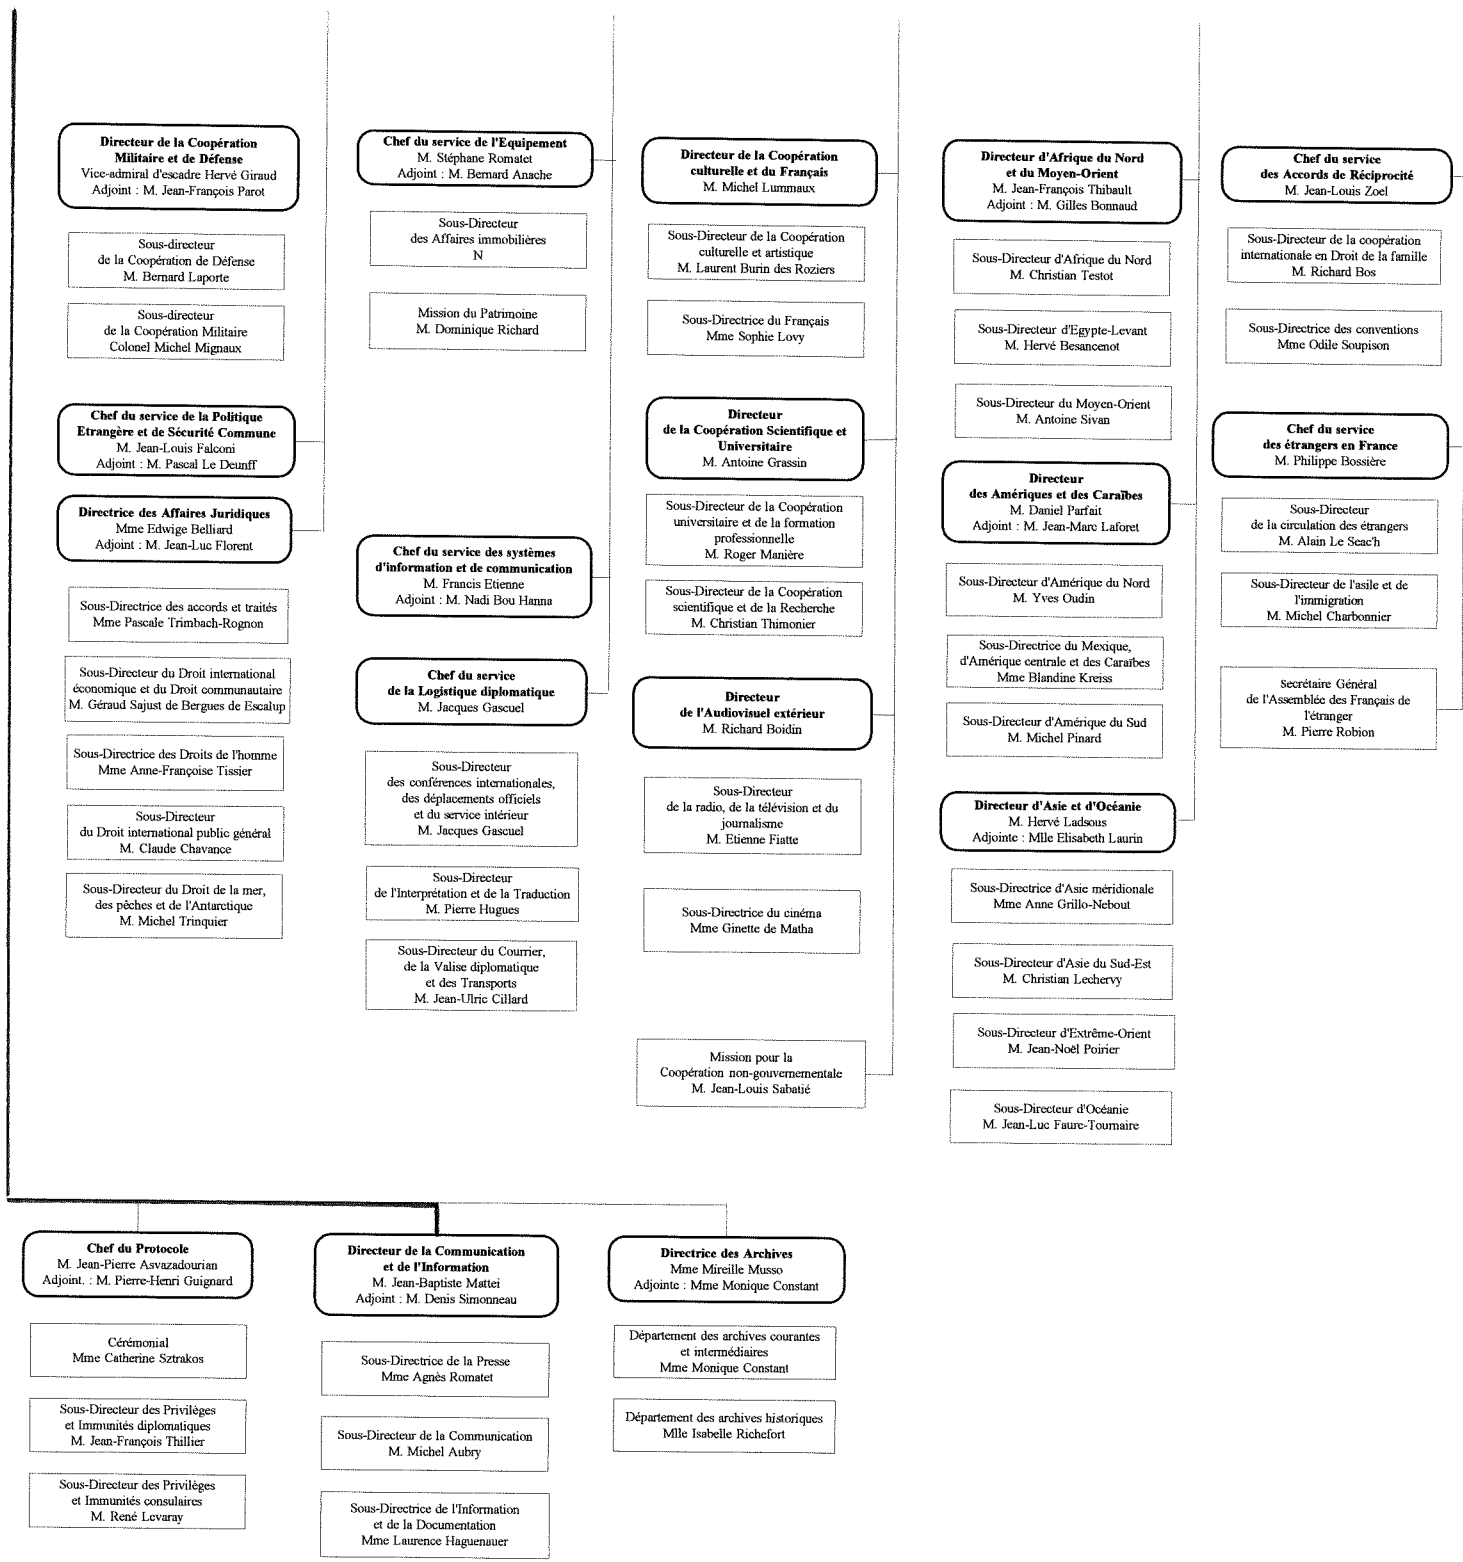 Directeur de la Coopération
Militaire et de Défense
Vice-admiral d'escadre Hervé Giraud
Adjoint : M. Jean-François Parot
Sous-directeur
de la Coopération de Défense
M. Bernard Laporte
Sous-directeur
de la Coopération Militaire
Colonel Michel Mignaux
Chef du service de la Politique
Etrangère et de Sécurité Commune
M. Jean-Louis Falconi
Adjoint : M. Pascal Le Deunff
Directrice des Affaires Juridiques
Mme Edwige Belliard
Adjoint : M. Jean-Luc Florent
Sous-Directrice des accords et traités
Mme Pascale Trimbach-Rognon
Sous-Directeur du Droit international
économique et du Droit communautaire
M. Géraud Sajust de Bergues de Escalup
Sous-Directrice des Droits de l'homme
Mme Anne-Françoise Tissier
Sous-Directeur
du Droit international public général
M. Claude Chavance
Sous-Directeur du Droit de la mer,
des pêches et de l'Antarctique
M. Michel Trinquier
Chef du service de l'Equipement
M. Stéphane Romatet
Adjoint : M. Bernard Anache
Sous-Directeur
des Affaires immobilières
N
Mission du Patrimoine
M. Dominique Richard
Chef du service des systèmes
d'information et de communication
M. Francis Etienne
Adjoint : M. Nadi Bou Hanna
Chef du service
de la Logistique diplomatique
M. Jacques Gascuel
Sous-Directeur
des conférences internationales,
des déplacements officiels
et du service intérieur
M. Jacques Gascuel
Sous-Directeur
de l'Interprétation et de la Traduction
M. Pierre Hugues
Sous-Directeur du Courrier,
de la Valise diplomatique
et des Transports
M. Jean-Ulric Cillard
Directeur de la Coopération
culturelle et du Français
M. Michel Lummaux
Sous-Directeur de la Coopération
culturelle et artistique
M. Laurent Burin des Roziers
Sous-Directrice du Français
Mme Sophie Lovy
Directeur
de la Coopération Scientifique et
Universitaire
M. Antoine Grassin
Sous-Directeur de la Coopération
universitaire et de la formation
professionnelle
M. Roger Manière
Sous-Directeur de la Coopération
scientifique et de la Recherche
M. Christian Thimonier
Directeur
de l'Audiovisuel extérieur
M. Richard Boidin
Sous-Directeur
de la radio, de la télévision et du
journalisme
M. Etienne Fiatte
Sous-Directrice du cinéma
Mme Ginette de Matha
Mission pour la
Coopération non-gouvernementale
M. Jean-Louis Sabatié
Directeur d'Afrique du Nord
et du Moyen-Orient
M. Jean-François Thibault
Adjoint : M. Gilles Bonnaud
Sous-Directeur d'Afrique du Nord
M. Christian Testot
Sous-Directeur d'Egypte-Levant
M. Hervé Besancenot
Sous-Directeur du Moyen-Orient
M. Antoine Sivan
Directeur
des Amériques et des Caraïbes
M. Daniel Parfait
Adjoint : M. Jean-Marc Laforet
Sous-Directeur d'Amérique du Nord
M. Yves Oudin
Sous-Directrice du Mexique,
d'Amérique centrale et des Caraïbes
Mme Blandine Kreiss
Sous-Directeur d'Amérique du Sud
M. Michel Pinard
Directeur d'Asie et d'Océanie
M. Hervé Ladsous
Adjointe : Mlle Elisabeth Laurin
Sous-Directrice d'Asie méridionale
Mme Anne Grillo-Nebout
Sous-Directeur d'Asie du Sud-Est
M. Christian Lechervy
Sous-Directeur d'Extrême-Orient
M. Jean-Noël Poirier
Sous-Directeur d'Océanie
M. Jean-Luc Faure-Tournaire
Chef du service
des Accords de Réciprocité
M. Jean-Louis Zoel
Sous-Directeur de la coopération
internationale en Droit de la famille
M. Richard Bos
Sous-Directrice des conventions
Mme Odile Soupison
Chef du service
des étrangers en France
M. Philippe Bossière
Sous-Directeur
de la circulation des étrangers
M. Alain Le Seac'h
Sous-Directeur de l'asile et de
l'immigration
M. Michel Charbonnier
Secrétaire Général
de l'Assemblée des Français de
l'étranger
M. Pierre Robion
Chef du Protocole
M. Jean-Pierre Asvazadourian
Adjoint. : M. Pierre-Henri Guignard
Cérémonial
Mme Catherine Sztrakos
Sous-Directeur des Privilèges
et Immunités diplomatiques
M. Jean-François Thillier
Sous-Directeur des Privilèges
et Immunités consulaires
M. René Levaray
Directeur de la Communication
et de l'Information
M. Jean-Baptiste Mattei
Adjoint : M. Denis Simonneau
Sous-Directrice de la Presse
Mme Agnès Romatet
Sous-Directeur de la Communication
M. Michel Aubry
Sous-Directrice de l'Information
et de la Documentation
Mme Laurence Haguenauer
Directrice des Archives
Mme Mireille Musso
Adjointe : Mme Monique Constant
Département des archives courantes
et intermédiaires
Mme Monique Constant
Département des archives historiques
Mlle Isabelle Richefort